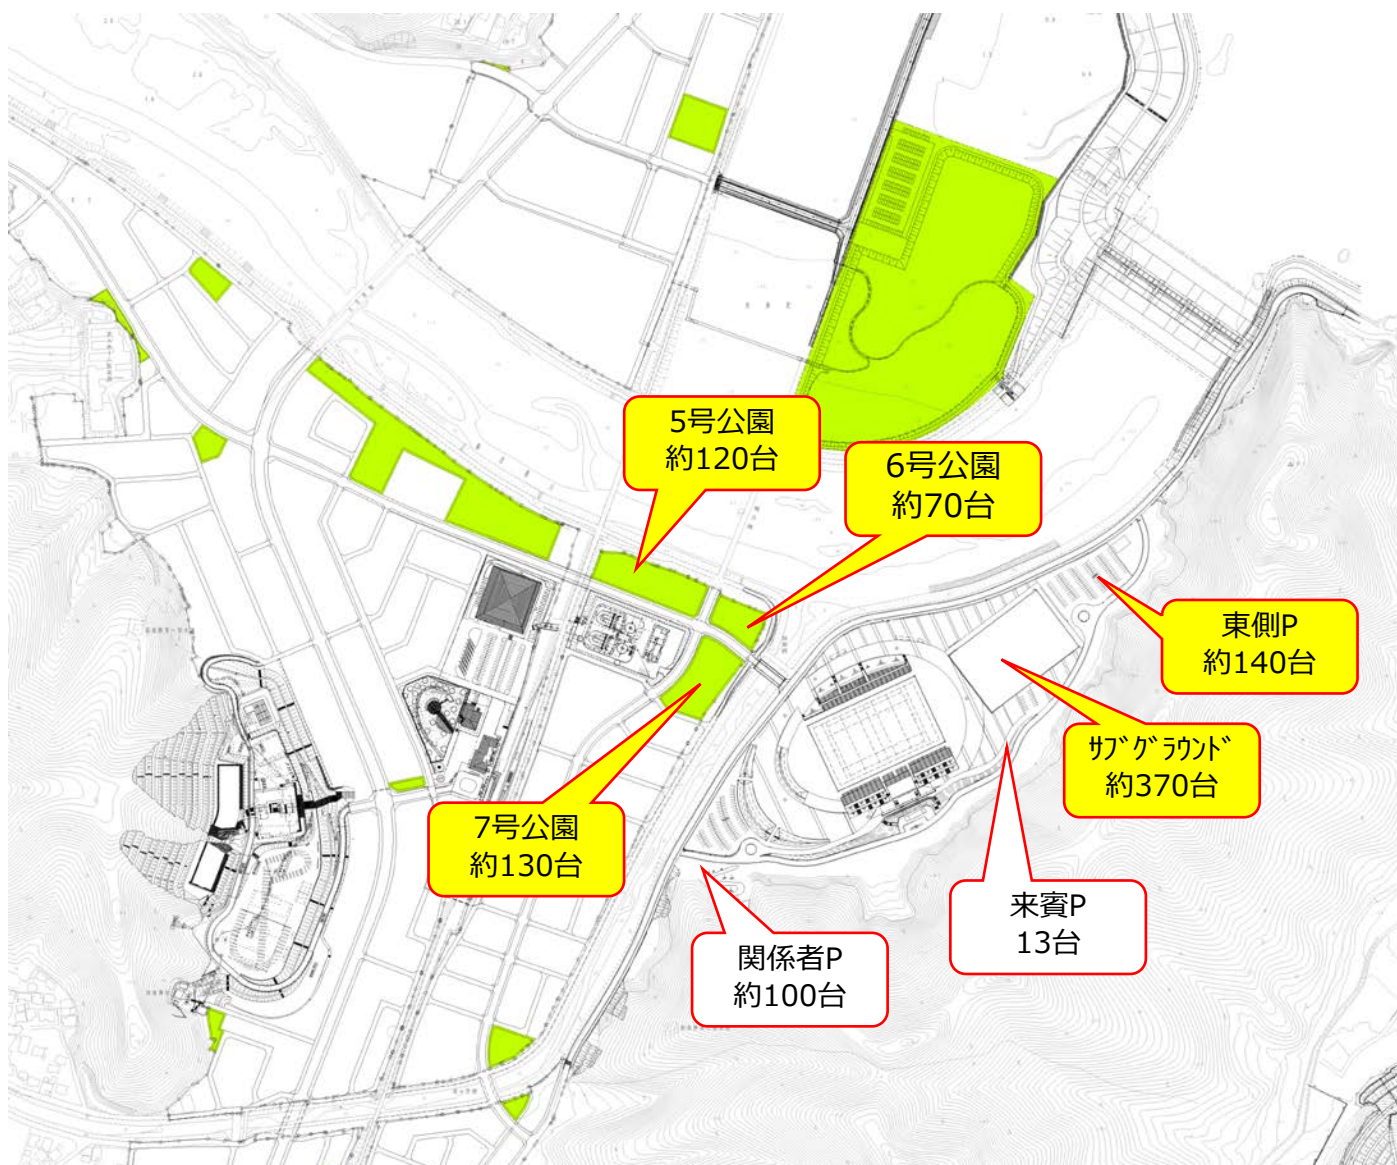 5号公園
約120台
6号公園
約70台
東側P
約140台
ｻﾌﾞｸﾞﾗｳﾝﾄﾞ
約370台
7号公園
約130台
来賓P
13台
関係者P
約100台